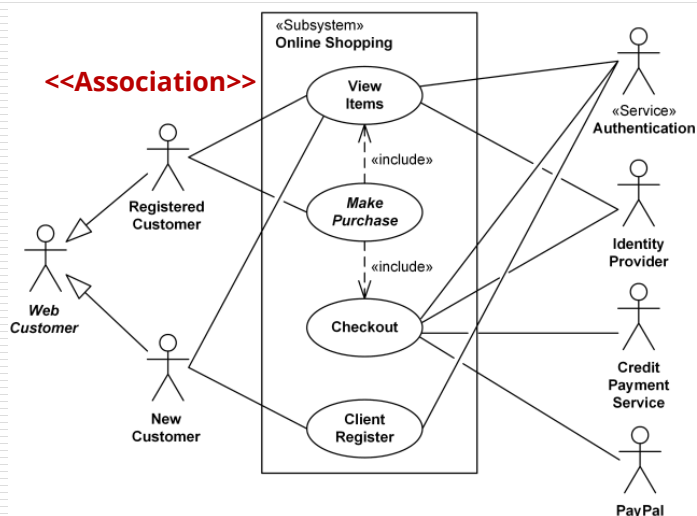 «Subsystem»
Online Shopping
<<Association>>
View
Items
«Service»
Authentication
«include»
Registered
Customer
Make
Purchase
Identity
Provider
«include»
Web
Customer
Checkout
Credit
Payment
Service
New
Customer
Client
Register
PayPal